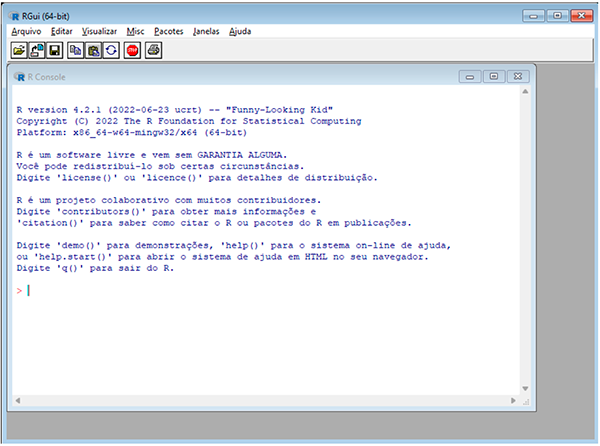 RGui (64-bit)
Arquivo Editar Visualizar Misc Pacotes Janelas Ajuda
STOP
R Console
R version 4.2.1 (2022-06-23 ucrt) -- "Funny-Looking Kid"
Copyright (C) 2022 The R Foundation for Statistical Computing
Platform: x86_64-w64-mingw32/x64 (64-bit)
R é um software livre e vem sem GARANTIA ALGUMA.
Você pode redistribuí-lo sob certas circunstâncias.
Digite 'license()' ou 'licence()' para detalhes de distribuição.
R é um projeto colaborativo com muitos contribuidores.
Digite 'contributors()' para obter mais informações e
'citation()' para saber como citar o R ou pacotes do R em publicações.
Digite 'demo()' para demonstrações, 'help()' para o sistema on-line de ajuda,
ou 'help.start()' para abrir o sistema de ajuda em HTML no seu navegador.
Digite 'q()' para sair do R.
>